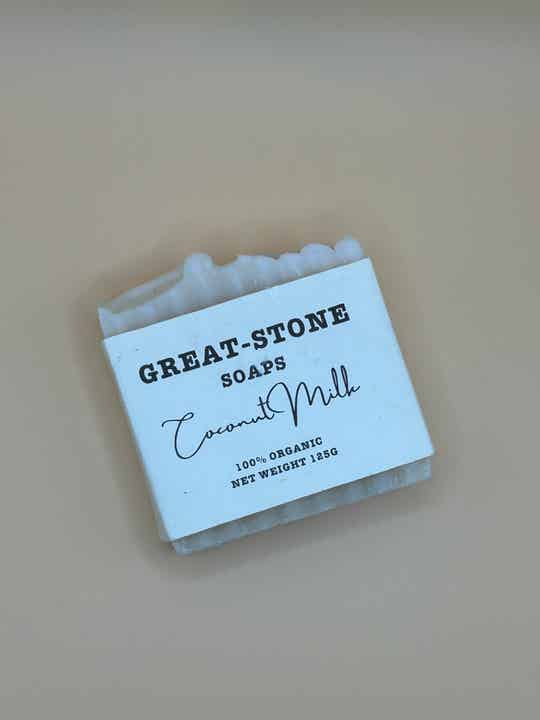 GREAT-STONE
SOAPS
Coconut Milk
100% ORGANIC
NET WEIGHT 125G